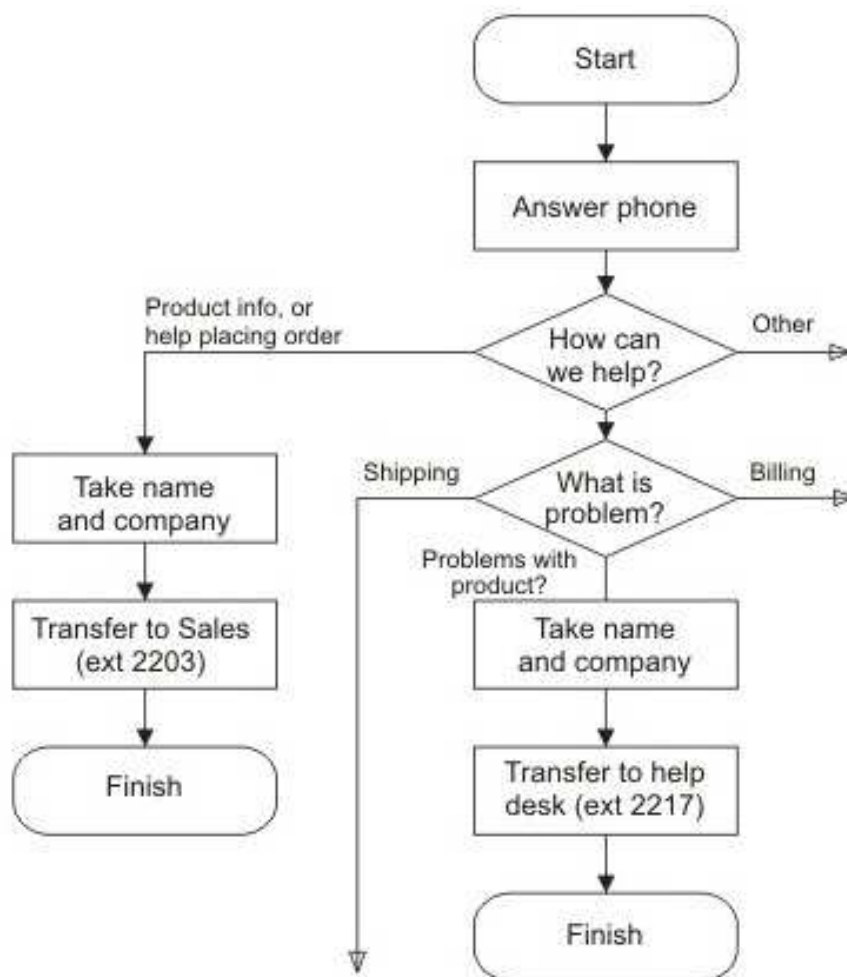 Start
Answer phone
Product info, or
help placing order
How can
we help?
Other
Take name
and company
Shipping
What is
problem?
Billing
Problems with
product?
Transfer to Sales
(ext 2203)
Take name
and company
Finish
Transfer to help
desk (ext 2217)
Finish